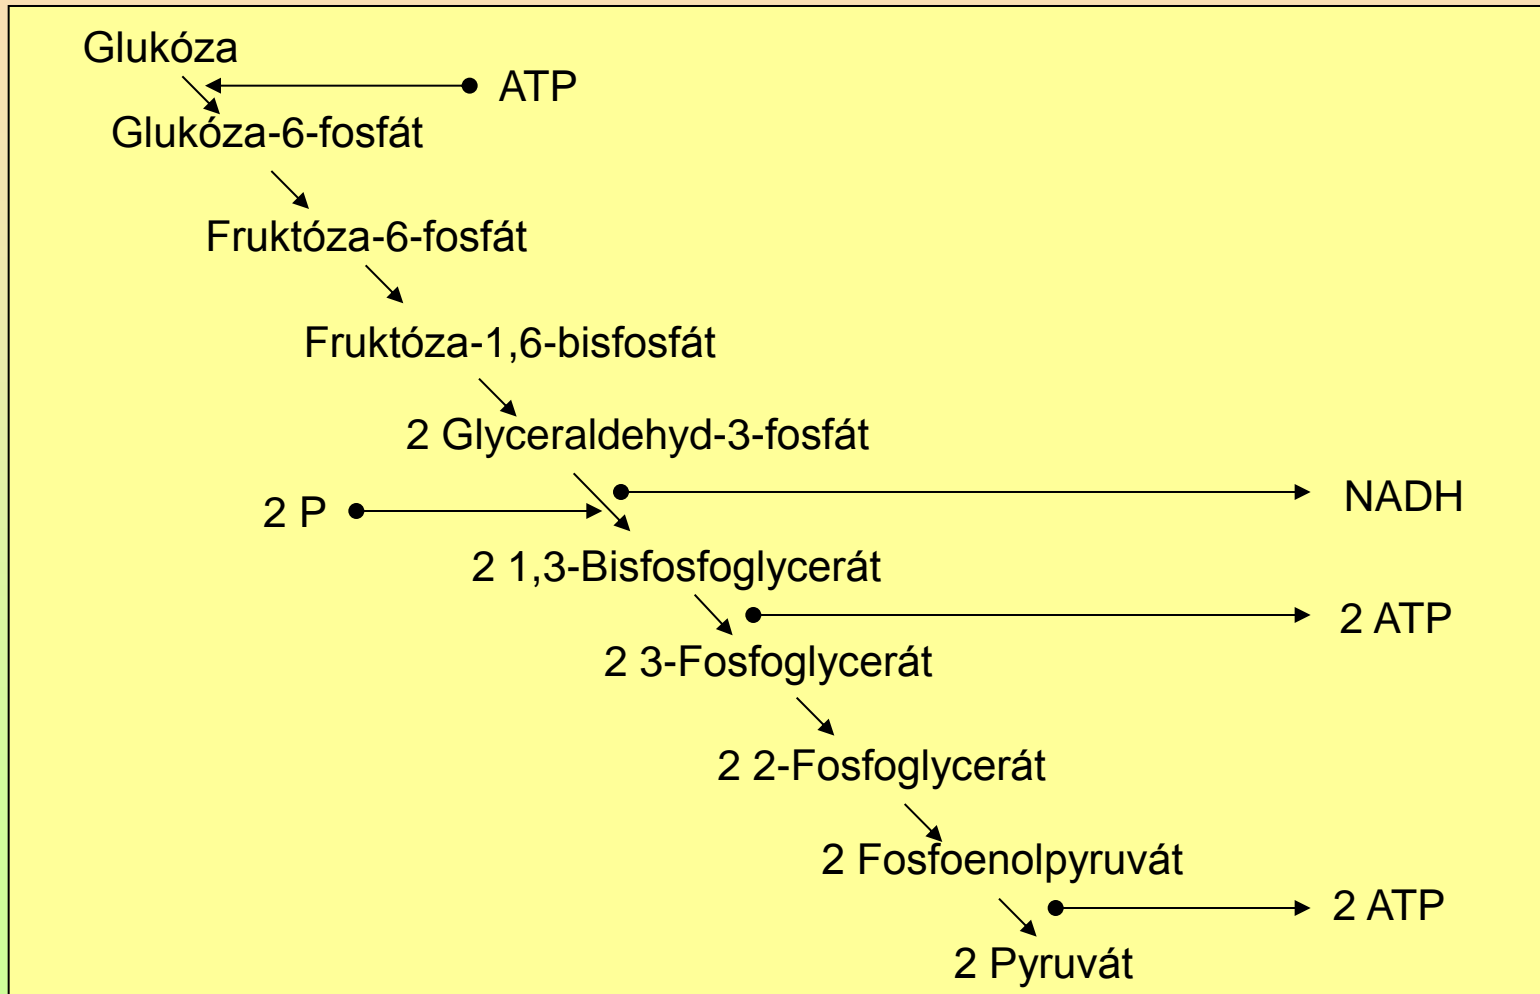 Glukóza
ATP
Glukóza-6-fosfát
Fruktóza-6-fosfát
Fruktóza-1,6-bisfosfát
2 Glyceraldehyd-3-fosfát
NADH
2 P
2 1,3-Bisfosfoglycerát
2 ATP
2 3-Fosfoglycerát
2 2-Fosfoglycerát
2 Fosfoenolpyruvát
2 ATP
2 Pyruvát